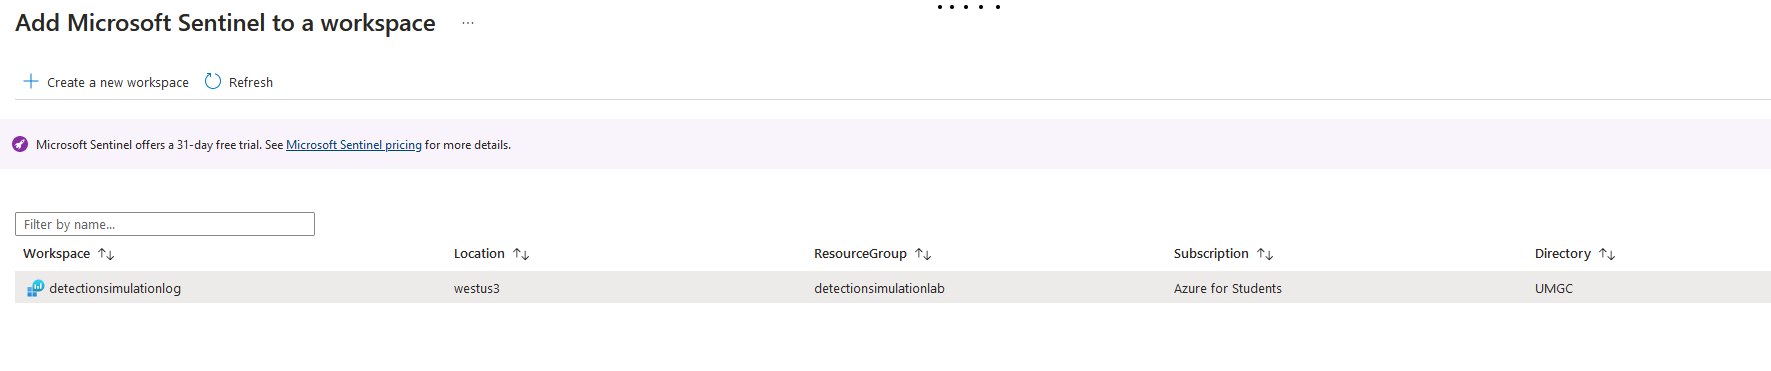 Add Microsoft Sentinel to a workspace ...
Create a new workspace Refresh
Microsoft Sentinel offers a 31-day free trial. See Microsoft Sentinel pricing for more details.
Filter by name...
Workspace Location ResourceGroup Subscription Directory
detectionsimulationlog westus3 detectionsimulationlab Azure for Students UMGC